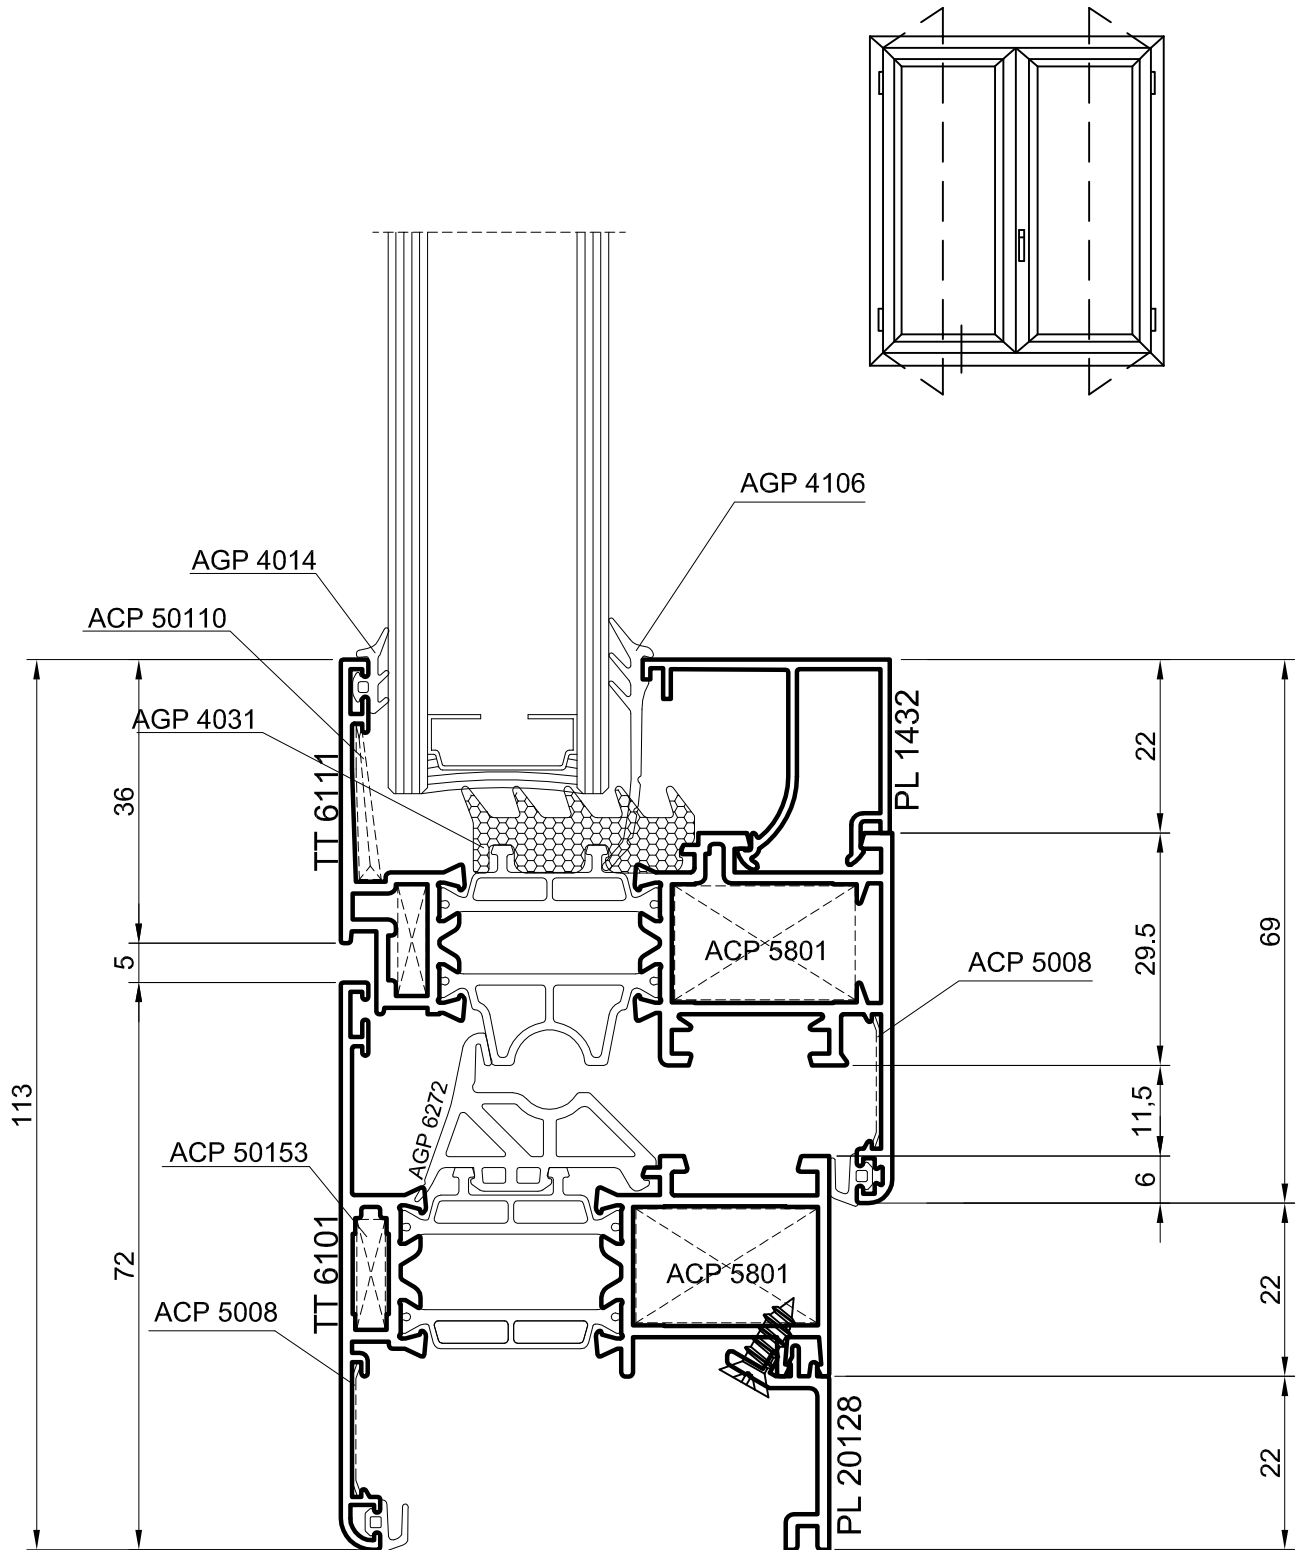 AGP 4106
AGP 4014
ACP 50110
AGP 4031
TT 6111
PL 1432
22
36
ACP 5801
ACP 5008
29.5
69
5
113
AGP 6272
11,5
ACP 50153
6
TT 6101
72
ACP 5801
22
ACP 5008
PL 20128
22